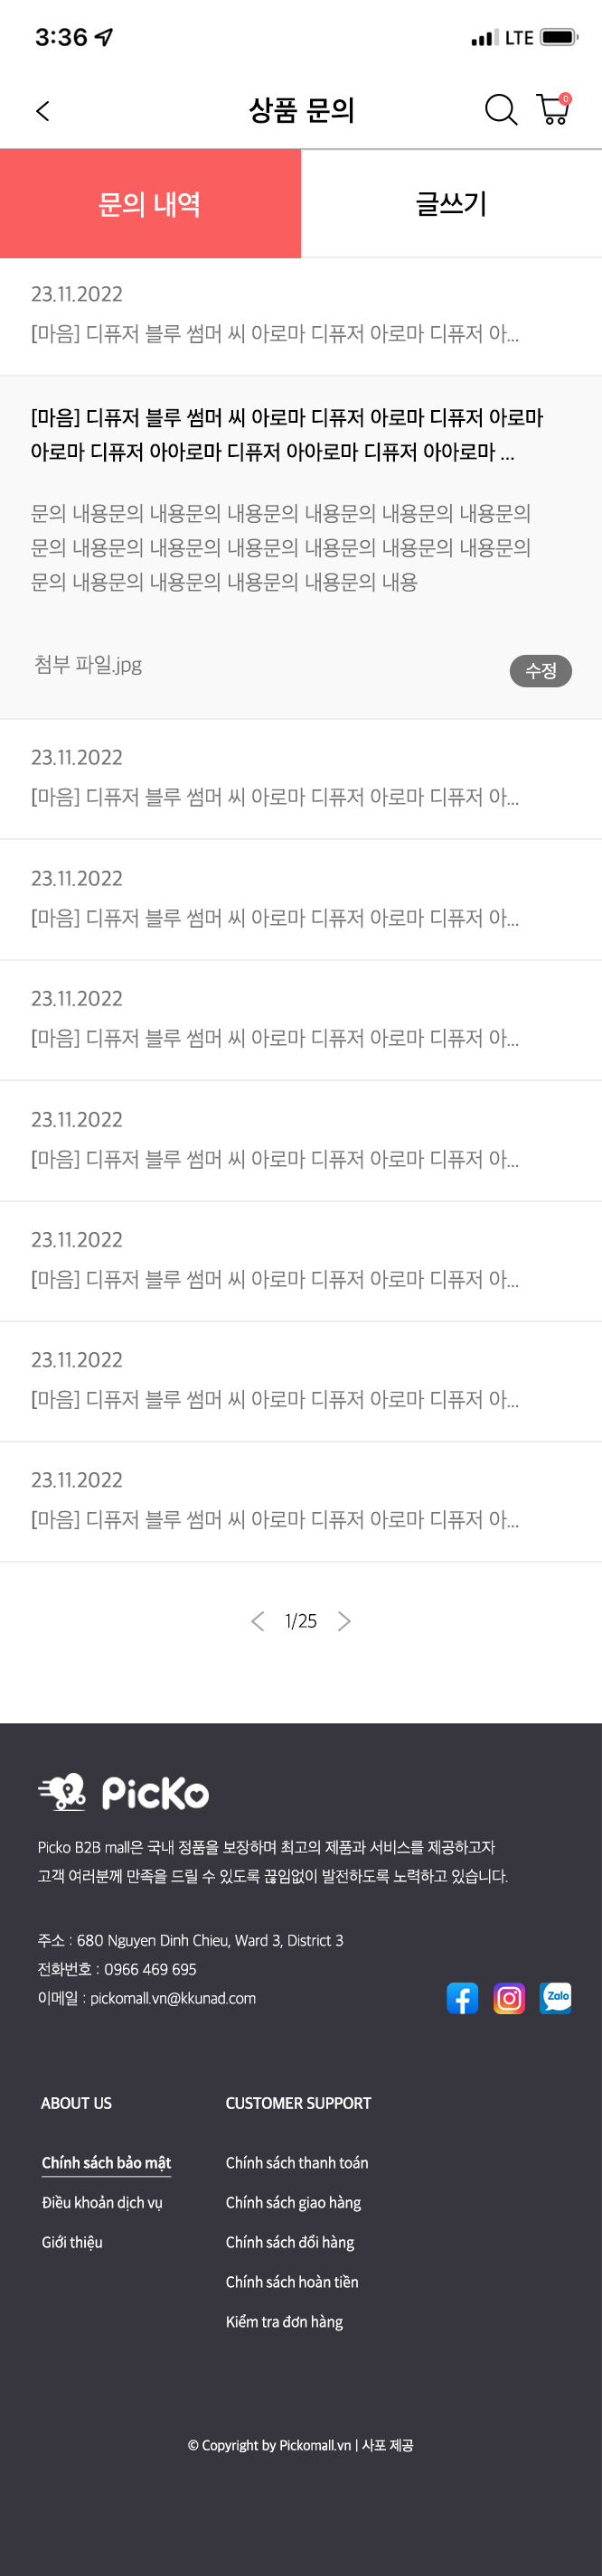 3:36
LTE
상품 문의
0
문의 내역
글쓰기
23.11.2022
[마음] 디퓨저 블루 썸머 씨 아로마 디퓨저 아로마 디퓨저 아...
[마음] 디퓨저 블루 썸머 씨 아로마 디퓨저 아로마 디퓨저 아로마
아로마 디퓨저 아아로마 디퓨저 아아로마 디퓨저 아아로마 ...
문의 내용문의 내용문의 내용문의 내용문의 내용문의 내용문의
문의 내용문의 내용문의 내용문의 내용문의 내용문의 내용문의
문의 내용문의 내용문의 내용문의 내용문의 내용
첨부 파일.jpg
수정
23.11.2022
[마음] 디퓨저 블루 썸머 씨 아로마 디퓨저 아로마 디퓨저 아...
23.11.2022
[마음] 디퓨저 블루 썸머 씨 아로마 디퓨저 아로마 디퓨저 아...
23.11.2022
[마음] 디퓨저 블루 썸머 씨 아로마 디퓨저 아로마 디퓨저 아...
23.11.2022
[마음] 디퓨저 블루 썸머 씨 아로마 디퓨저 아로마 디퓨저 아...
23.11.2022
[마음] 디퓨저 블루 썸머 씨 아로마 디퓨저 아로마 디퓨저 아...
23.11.2022
[마음] 디퓨저 블루 썸머 씨 아로마 디퓨저 아로마 디퓨저 아...
23.11.2022
[마음] 디퓨저 블루 썸머 씨 아로마 디퓨저 아로마 디퓨저 아...
1/25
PicKo
Picko B2B mall은 국내 정품을 보장하며 최고의 제품과 서비스를 제공하고자
고객 여러분께 만족을 드릴 수 있도록 끊임없이 발전하도록 노력하고 있습니다.
주소 : 680 Nguyen Dinh Chieu, Ward 3, District 3
전화번호 : 0966 469 695
이메일 : pickomall.vn@kkunad.com
Zalo
ABOUT US
Chính sách bảo mật
Điều khoản dịch vụ
Giới thiệu
CUSTOMER SUPPORT
Chính sách thanh toán
Chính sách giao hàng
Chính sách đổi hàng
Chính sách hoàn tiền
Kiểm tra đơn hàng
© Copyright by Pickomall.vn | 사포 제공